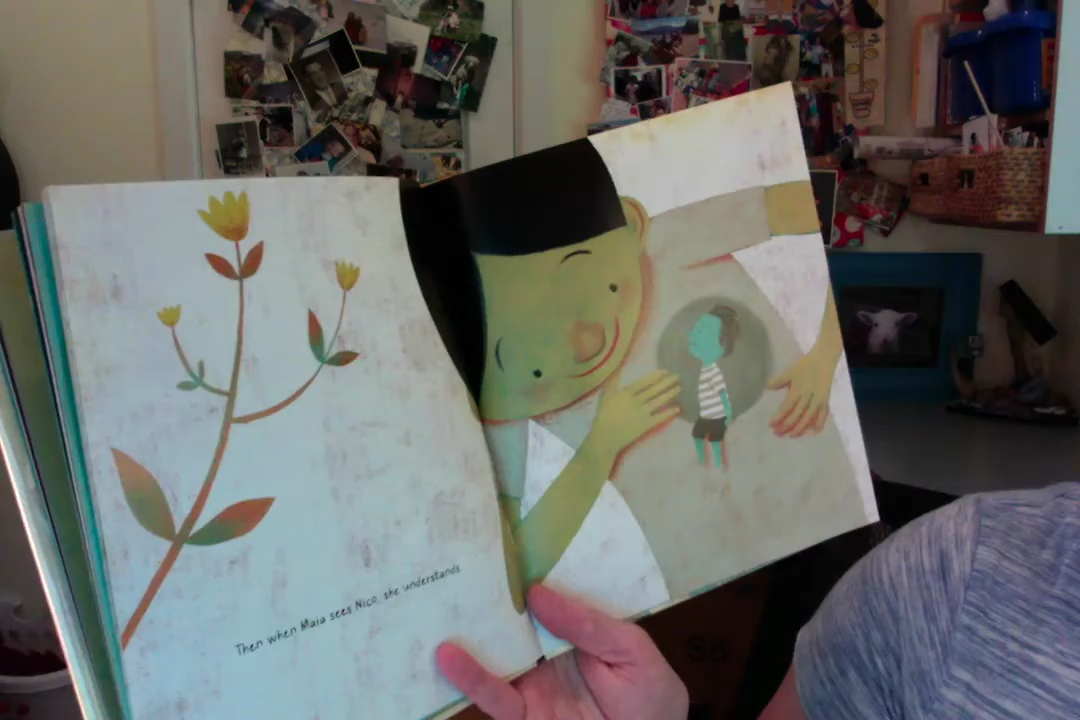 Then when Maia sees Nico, she understands.